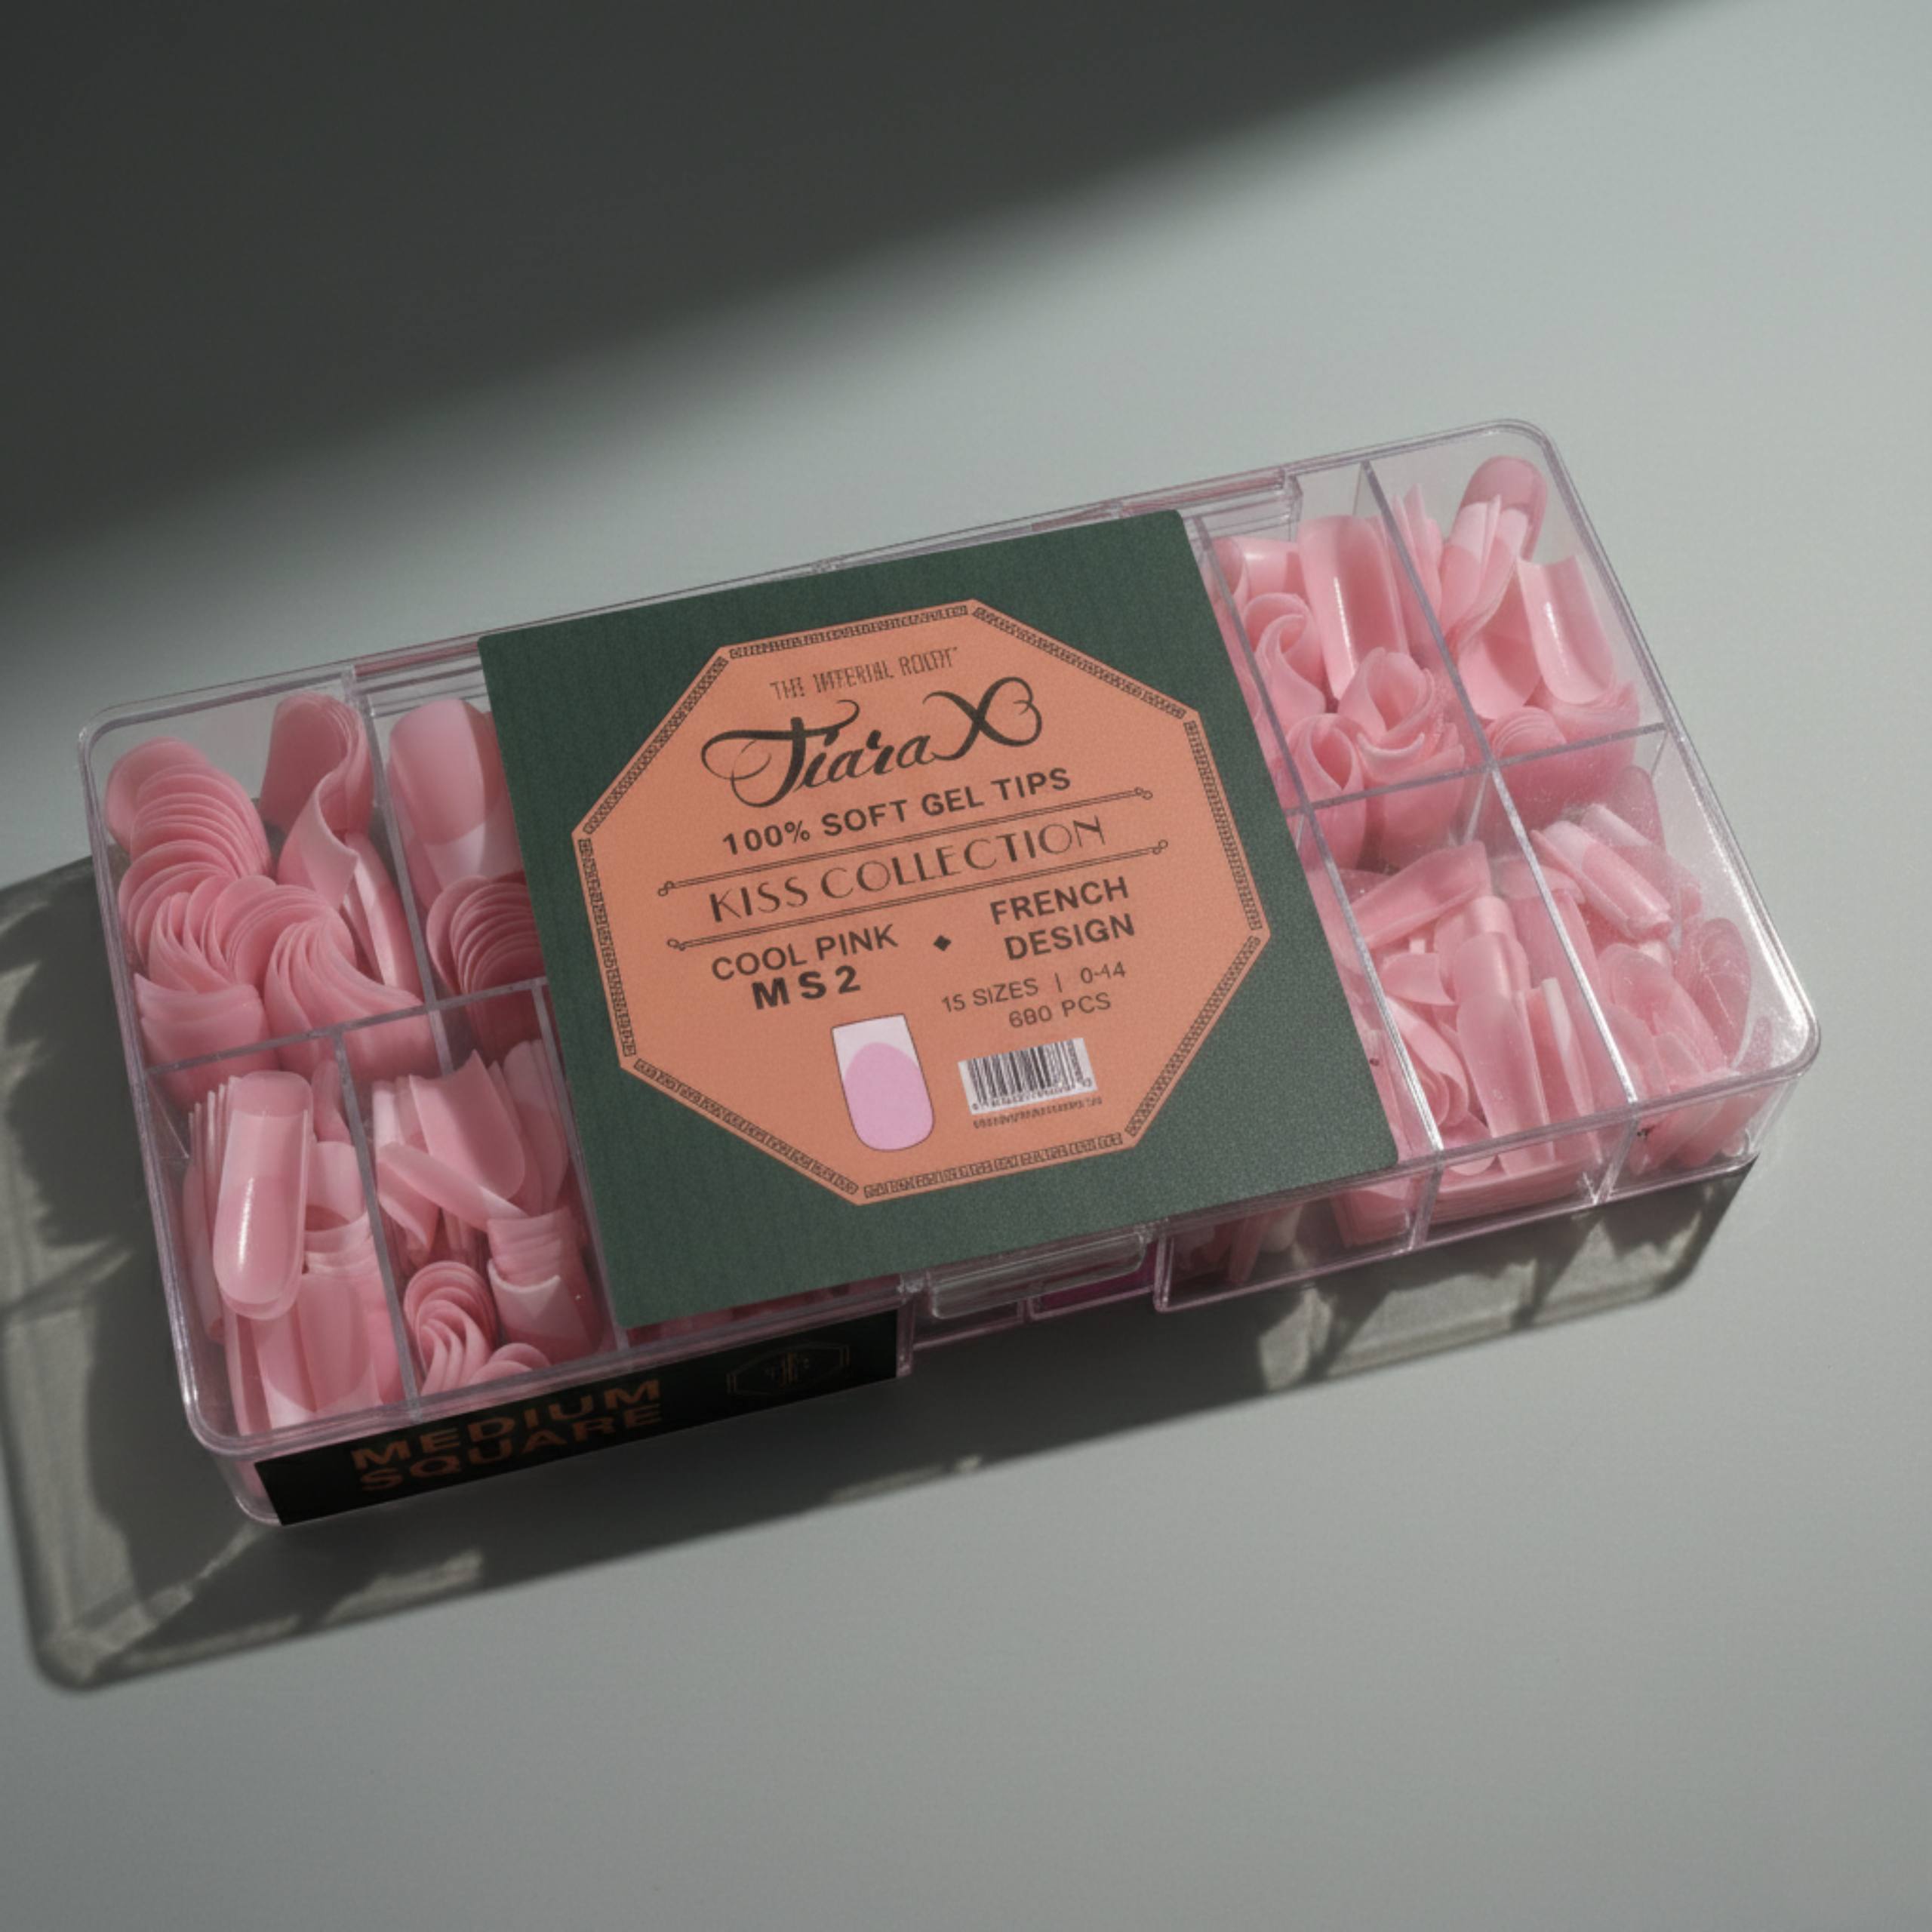 THE IMPERIAL ROOM
Tiara X
100% SOFT GEL TIPS
KISS COLLECTION
COOL PINK
MS2
◆
FRENCH
DESIGN
15 SIZES | 0-14
680 PCS
MEDIUM
SQUARE